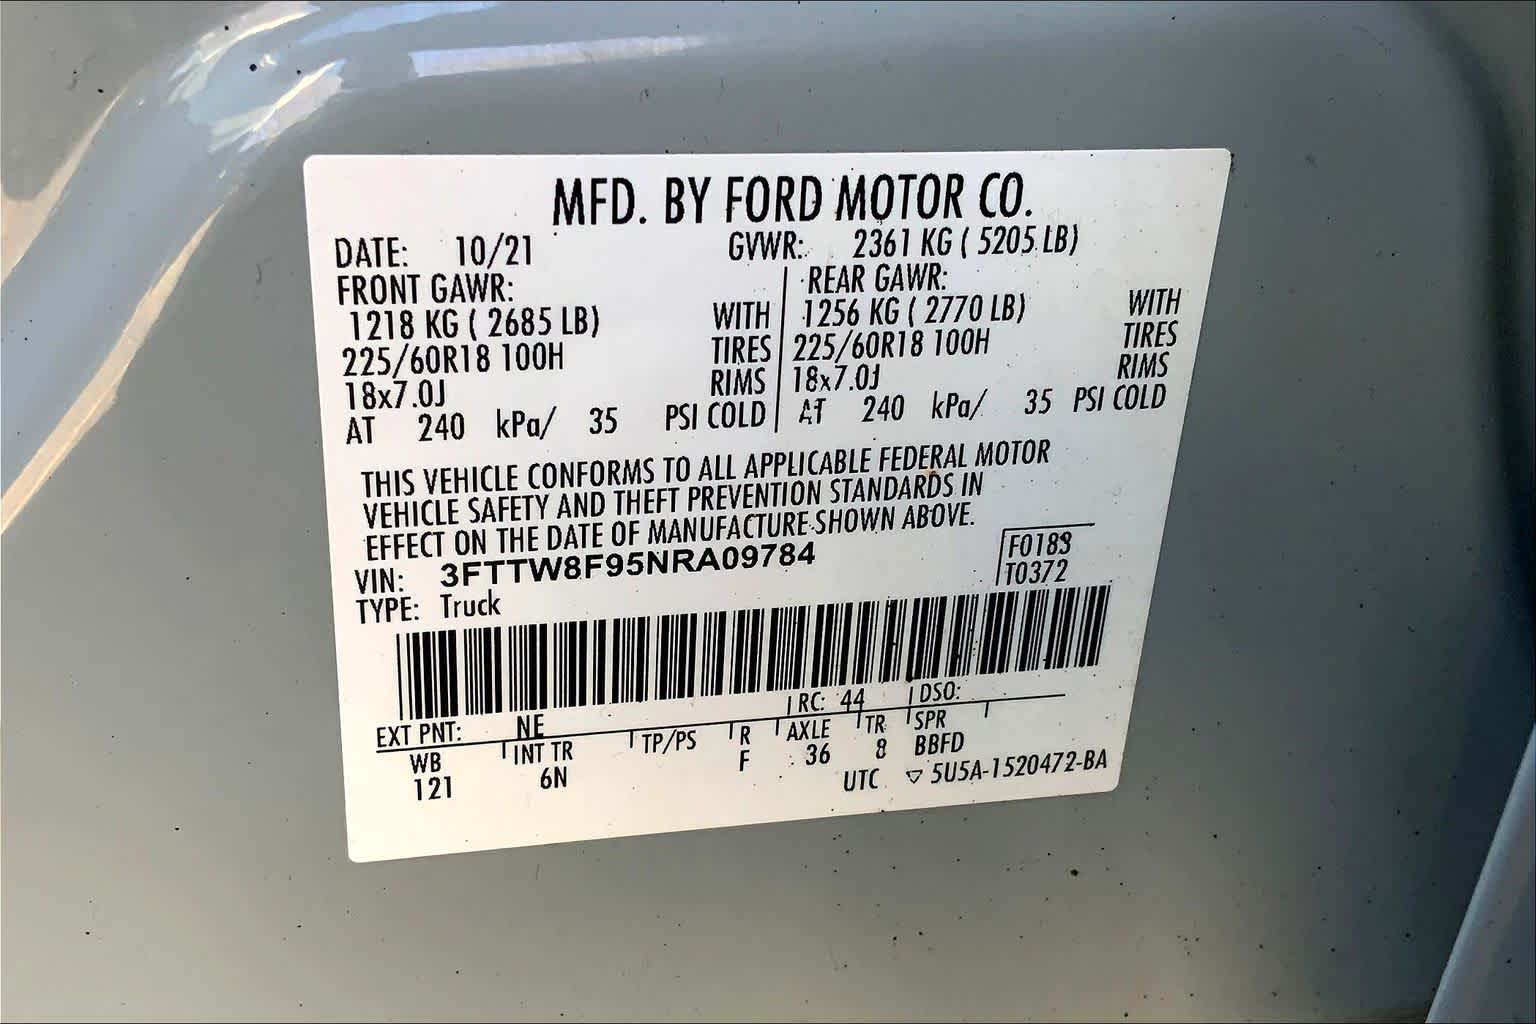 MFD. BY FORD MOTOR CO.
DATE: 10/21 GVWR: 2361 KG ( 5205 LB)
FRONT GAWR: REAR GAWR:
1218 KG ( 2685 LB) WITH 1256 KG ( 2770 LB) WITH
225/60R18 100H TIRES 225/60R18 100H TIRES
18x7.0J RIMS 18x7.0J RIMS
AT 240 kPa/ 35 PSI COLD AT 240 kPa/ 35 PSI COLD
THIS VEHICLE CONFORMS TO ALL APPLICABLE FEDERAL MOTOR
VEHICLE SAFETY AND THEFT PREVENTION STANDARDS IN
EFFECT ON THE DATE OF MANUFACTURE SHOWN ABOVE.
VIN: 3FTTW8F95NRA09784 F0183
TYPE: Truck T0372
EXT PNT: NE RC: 44 DSO:
WB INT TR TP/PS R AXLE TR SPR
121 6N F 36 8 BBFD
UTC ▽ 5U5A-1520472-BA